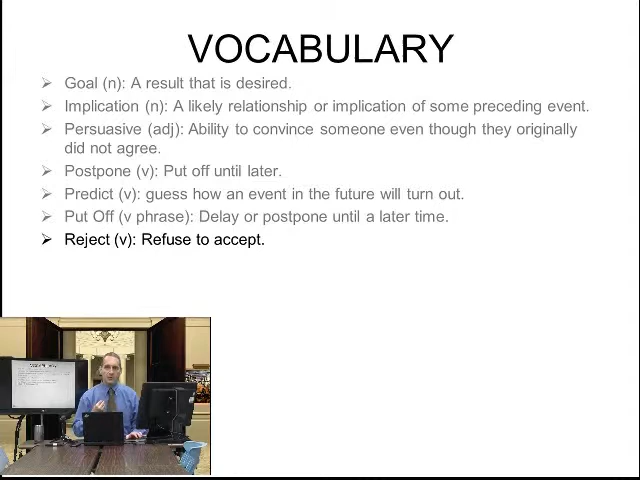 VOCABULARY
➢ Goal (n): A result that is desired.
➢ Implication (n): A likely relationship or implication of some preceding event.
➢ Persuasive (adj): Ability to convince someone even though they originally
did not agree.
➢ Postpone (v): Put off until later.
➢ Predict (v): guess how an event in the future will turn out.
➢ Put Off (v phrase): Delay or postpone until a later time.
➢ Reject (v): Refuse to accept.
VOCABULARY